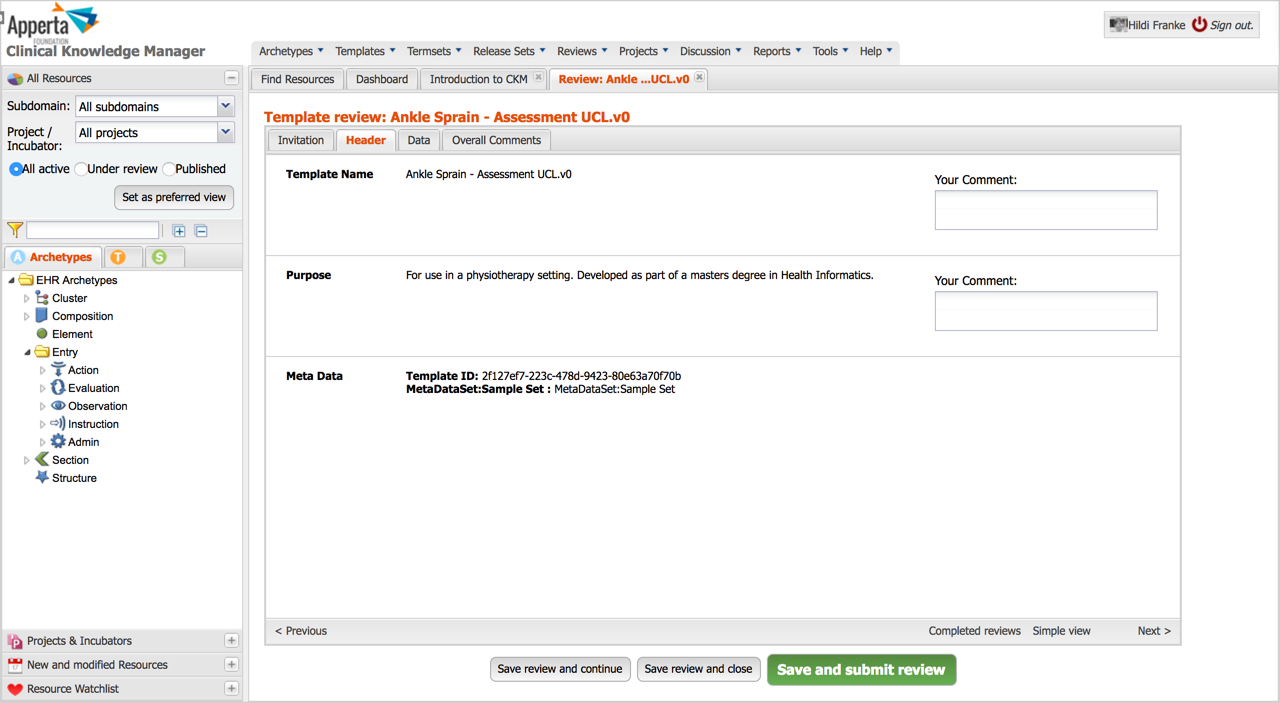 Apperta
FOUNDATION
Clinical Knowledge Manager
Hildi Franke Sign out.
Archetypes Templates Termsets Release Sets Reviews Projects Discussion Reports Tools Help
All Resources
Subdomain: All subdomains
Project / Incubator: All projects
All active Under review Published
Set as preferred view
A Archetypes T S
EHR Archetypes
Cluster
Composition
Element
Entry
Action
Evaluation
Observation
Instruction
Admin
Section
Structure
Projects & Incubators
New and modified Resources
Resource Watchlist
Find Resources Dashboard Introduction to CKM Review: Ankle ...UCL.v0
Template review: Ankle Sprain - Assessment UCL.v0
Invitation Header Data Overall Comments
Template Name Ankle Sprain - Assessment UCL.v0 Your Comment:
Purpose For use in a physiotherapy setting. Developed as part of a masters degree in Health Informatics. Your Comment:
Meta Data Template ID: 2f127ef7-223c-478d-9423-80e63a70f70b
MetaDataSet:Sample Set : MetaDataSet:Sample Set
< Previous Completed reviews Simple view Next >
Save review and continue Save review and close Save and submit review